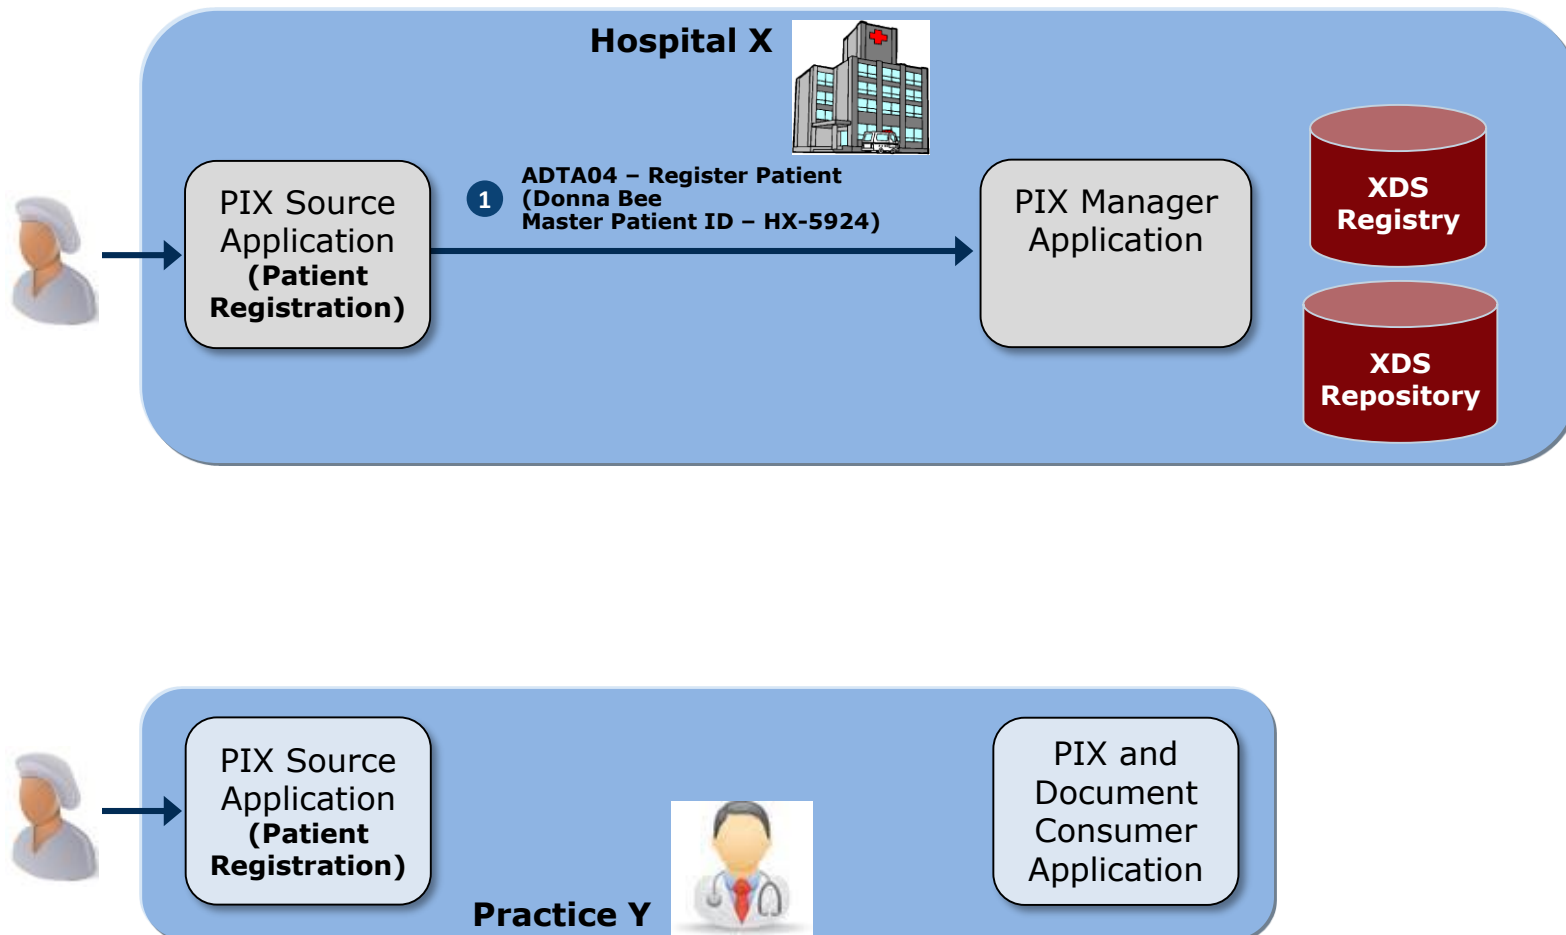 Hospital X
PIX Source
Application
(Patient
Registration)
1
ADTA04 – Register Patient
(Donna Bee
Master Patient ID – HX-5924)
PIX Manager
Application
XDS
Registry
XDS
Repository
PIX Source
Application
(Patient
Registration)
Practice Y
PIX and
Document
Consumer
Application